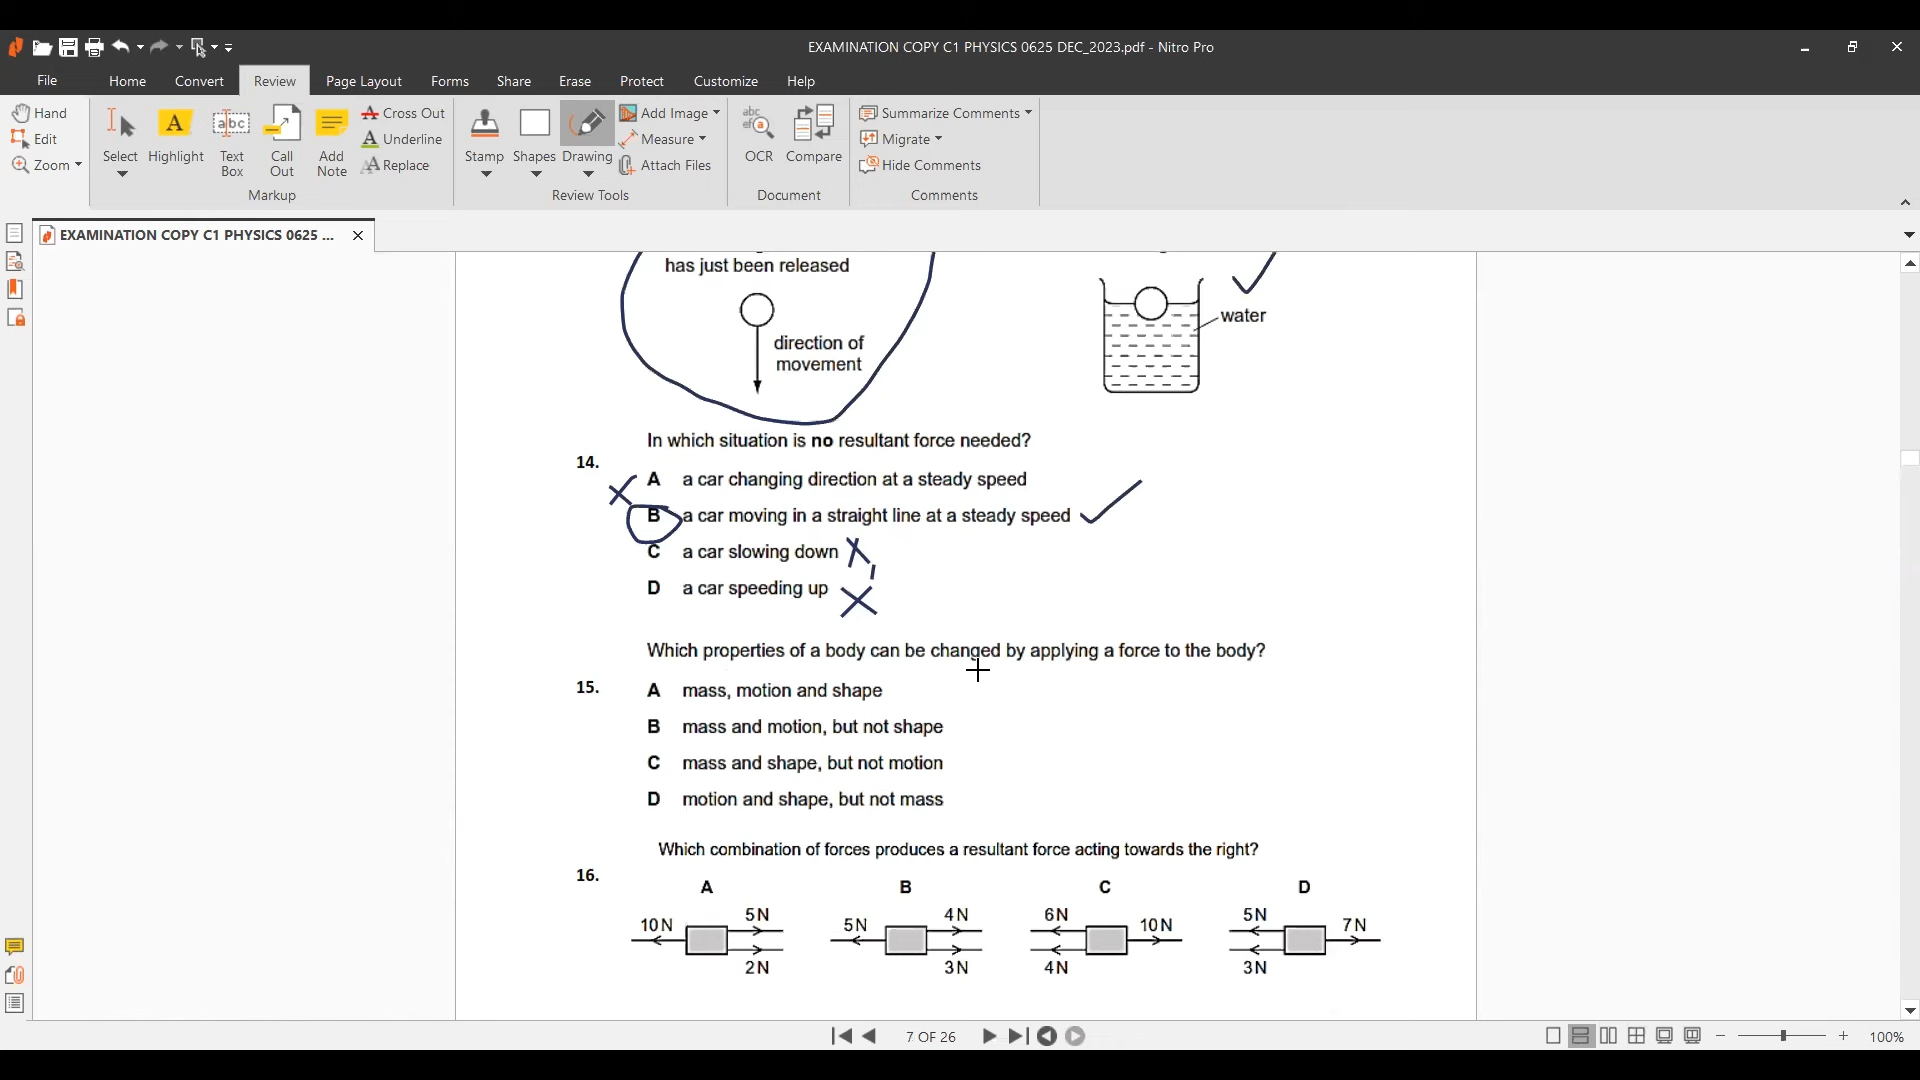 EXAMINATION COPY C1 PHYSICS 0625 DEC_2023.pdf - Nitro Pro
File Home Convert Review Page Layout Forms Share Erase Protect Customize Help
Hand
Edit
Zoom
Select
Highlight
abc
Text Box
Call Out
Add Note
Cross Out
Underline
Replace
Markup
Stamp
Shapes
Drawing
Add Image
Measure
Attach Files
Review Tools
OCR
Compare
Document
Summarize Comments
Migrate
Hide Comments
Comments
EXAMINATION COPY C1 PHYSICS 0625 ...
has just been released
direction of
movement
water
In which situation is no resultant force needed?
14.
A a car changing direction at a steady speed
B a car moving in a straight line at a steady speed
C a car slowing down
D a car speeding up
Which properties of a body can be changed by applying a force to the body?
15.
A mass, motion and shape
B mass and motion, but not shape
C mass and shape, but not motion
D motion and shape, but not mass
Which combination of forces produces a resultant force acting towards the right?
16.
A B C D
10N 5N 2N
5N 4N 3N
6N 4N 10N
5N 3N 7N
7 OF 26
100%